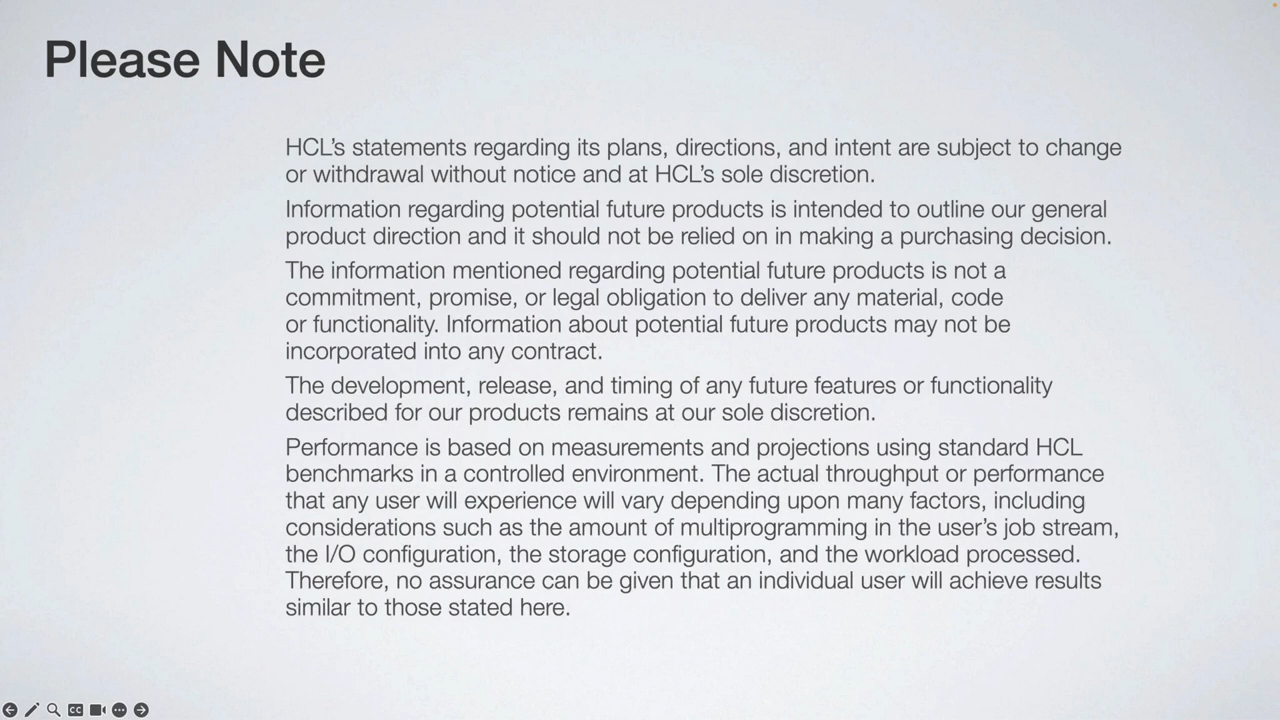 Please Note
HCL’s statements regarding its plans, directions, and intent are subject to change
or withdrawal without notice and at HCL’s sole discretion.
Information regarding potential future products is intended to outline our general
product direction and it should not be relied on in making a purchasing decision.
The information mentioned regarding potential future products is not a
commitment, promise, or legal obligation to deliver any material, code
or functionality. Information about potential future products may not be
incorporated into any contract.
The development, release, and timing of any future features or functionality
described for our products remains at our sole discretion.
Performance is based on measurements and projections using standard HCL
benchmarks in a controlled environment. The actual throughput or performance
that any user will experience will vary depending upon many factors, including
considerations such as the amount of multiprogramming in the user’s job stream,
the I/O configuration, the storage configuration, and the workload processed.
Therefore, no assurance can be given that an individual user will achieve results
similar to those stated here.
CC